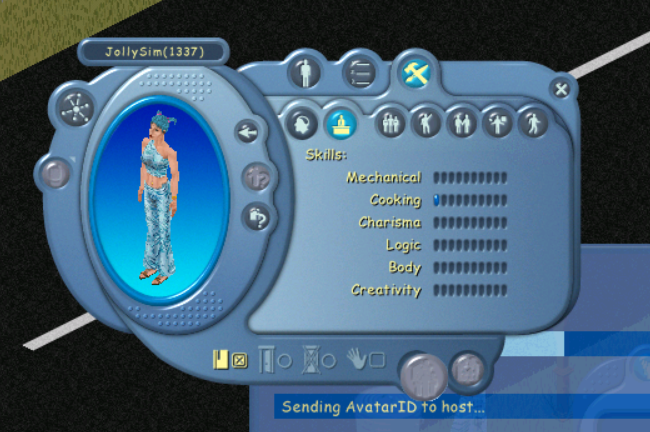 JollySim(1337)
Skills:
Mechanical
Cooking
Charisma
Logic
Body
Creativity
Sending AvatarID to host...